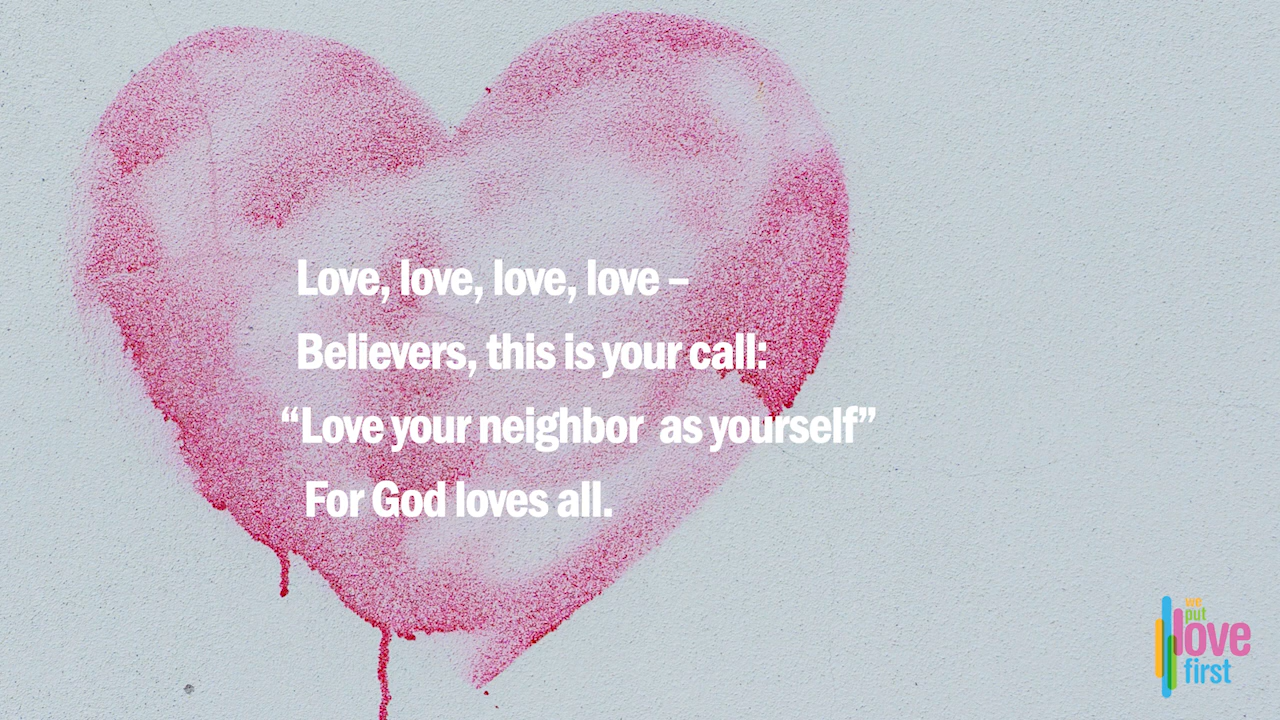 Love, love, love, love –
Believers, this is your call:
“Love your neighbor  as yourself”
For God loves all.
we
put
love
first